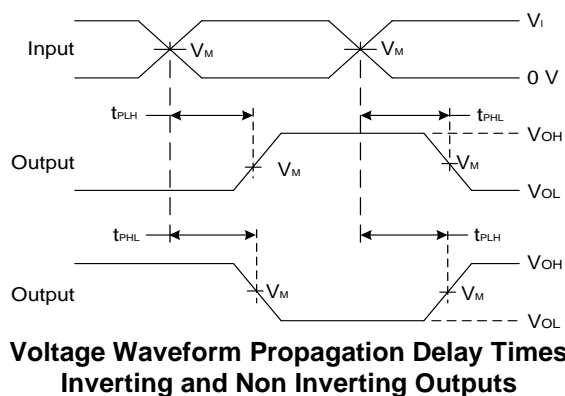 VI
Input
VM
VM
0 V
tPLH
tPHL
VOH
Output
VM
VM
VOL
tPHL
tPLH
VOH
Output
VM
VM
VOL
Voltage Waveform Propagation Delay Times
Inverting and Non Inverting Outputs